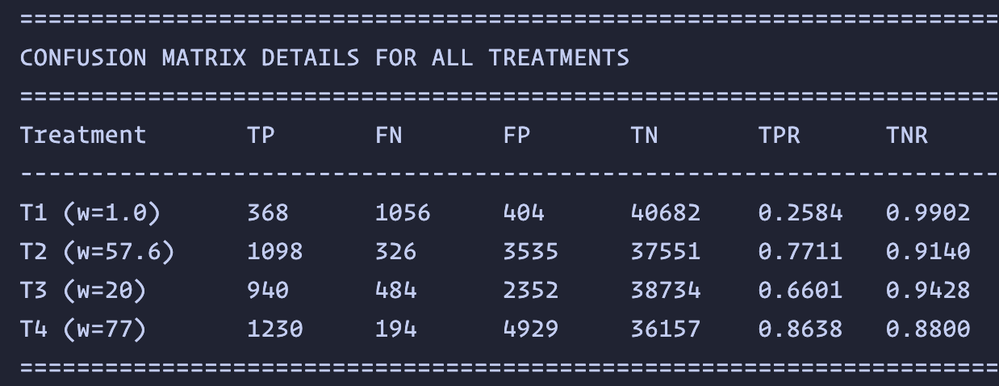 =====================================================================
CONFUSION MATRIX DETAILS FOR ALL TREATMENTS
=====================================================================
Treatment TP FN FP TN TPR TNR
---------------------------------------------------------------------
T1 (w=1.0) 368 1056 404 40682 0.2584 0.9902
T2 (w=57.6) 1098 326 3535 37551 0.7711 0.9140
T3 (w=20) 940 484 2352 38734 0.6601 0.9428
T4 (w=77) 1230 194 4929 36157 0.8638 0.8800
=====================================================================